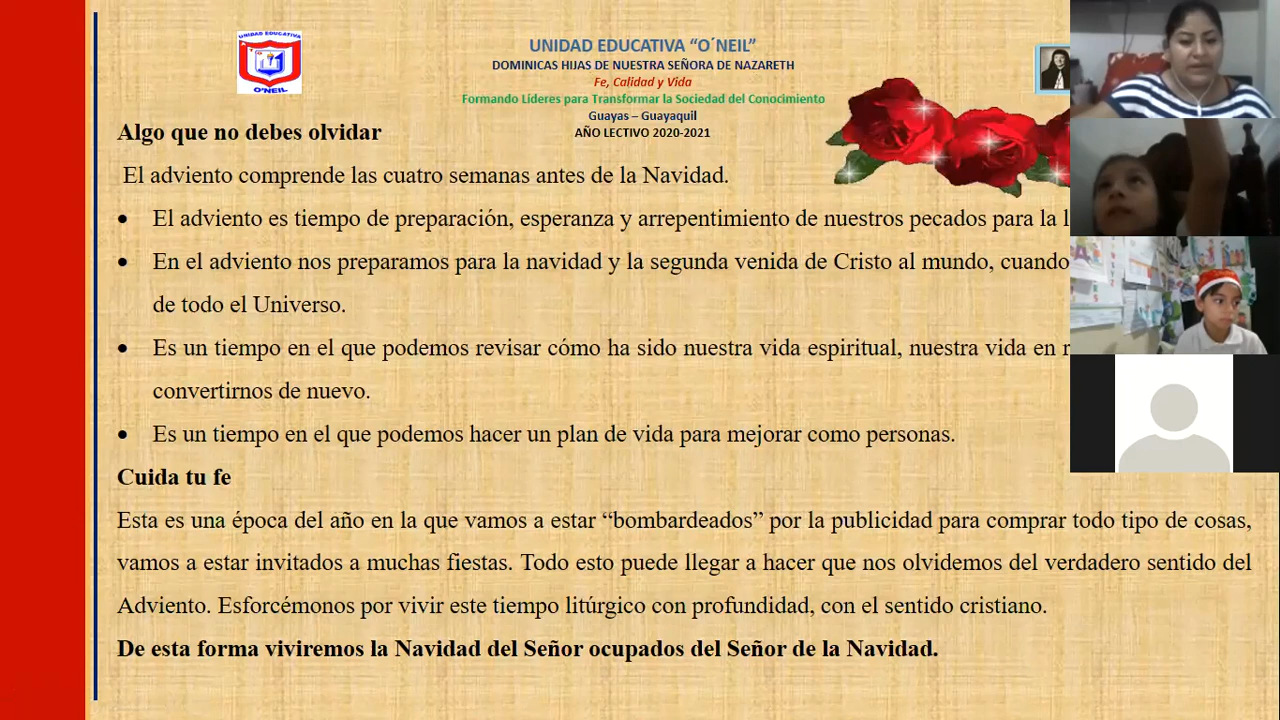 UNIDAD EDUCATIVA
O'NEIL
UNIDAD EDUCATIVA “O´NEIL”
DOMINICAS HIJAS DE NUESTRA SEÑORA DE NAZARETH
Fe, Calidad y Vida
Formando Líderes para Transformar la Sociedad del Conocimiento
Guayas – Guayaquil
AÑO LECTIVO 2020-2021
Algo que no debes olvidar
El adviento comprende las cuatro semanas antes de la Navidad.
• El adviento es tiempo de preparación, esperanza y arrepentimiento de nuestros pecados para la
• En el adviento nos preparamos para la navidad y la segunda venida de Cristo al mundo, cuando
de todo el Universo.
• Es un tiempo en el que podemos revisar cómo ha sido nuestra vida espiritual, nuestra vida en
convertirnos de nuevo.
• Es un tiempo en el que podemos hacer un plan de vida para mejorar como personas.
Cuida tu fe
Esta es una época del año en la que vamos a estar “bombardeados” por la publicidad para comprar todo tipo de cosas,
vamos a estar invitados a muchas fiestas. Todo esto puede llegar a hacer que nos olvidemos del verdadero sentido del
Adviento. Esforcémonos por vivir este tiempo litúrgico con profundidad, con el sentido cristiano.
De esta forma viviremos la Navidad del Señor ocupados del Señor de la Navidad.